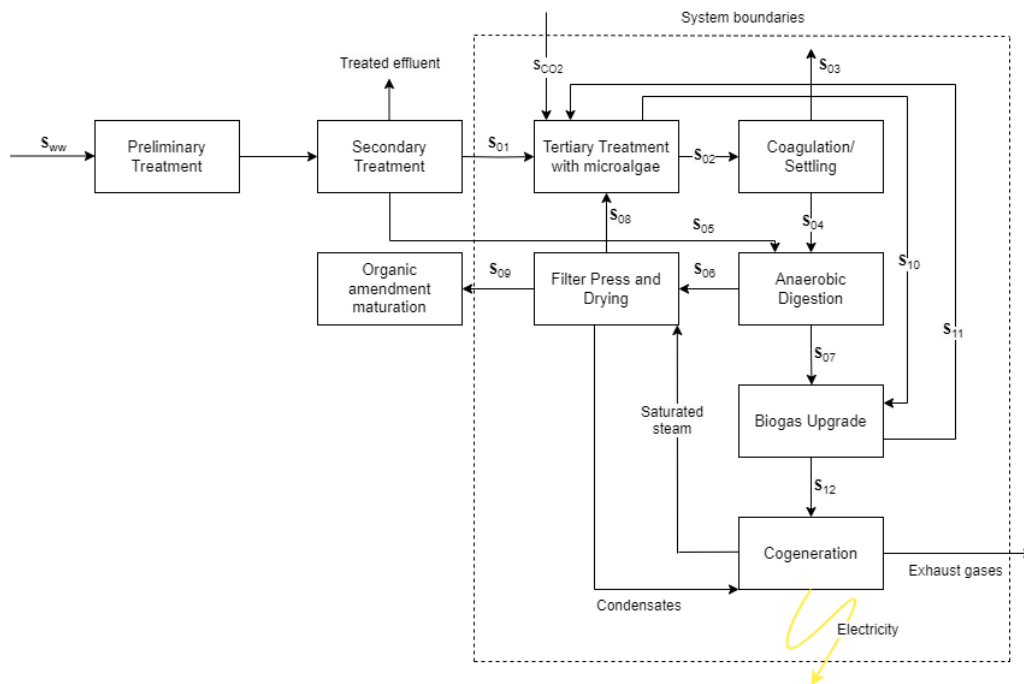 System boundaries
Treated effluent
SCO2
S03
Sww
Preliminary
Treatment
Secondary
Treatment
S01
Tertiary Treatment
with microalgae
S02
Coagulation/
Settling
S08
S05
S04
S10
Organic
amendment
maturation
S09
Filter Press and
Drying
S06
Anaerobic
Digestion
S11
S07
Saturated
steam
Biogas Upgrade
S12
Cogeneration
Exhaust gases
Condensates
Electricity